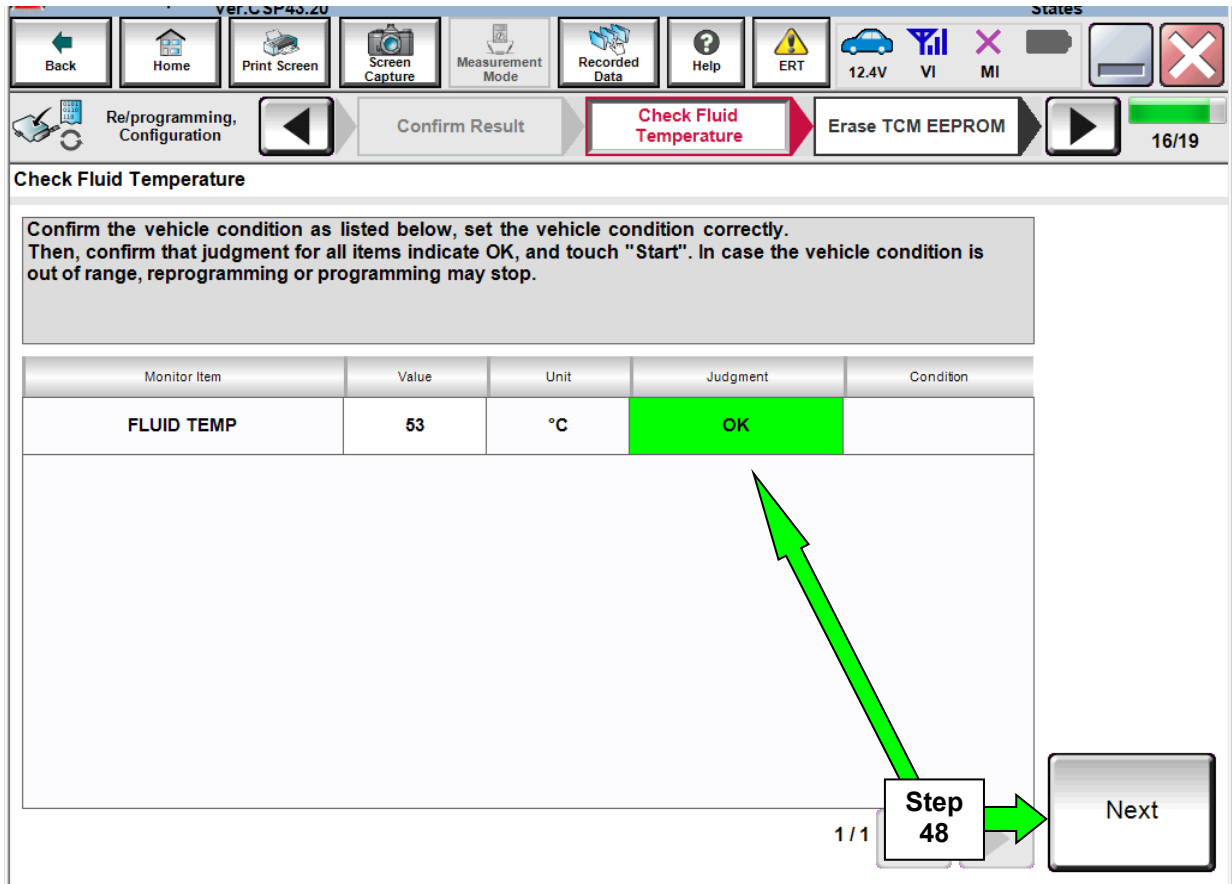 Ver.CSP43.20 States
Back Home Print Screen Screen Capture Measurement Mode Recorded Data Help ERT 12.4V VI MI
Re/programming, Configuration Confirm Result Check Fluid Temperature Erase TCM EEPROM 16/19
Check Fluid Temperature
Confirm the vehicle condition as listed below, set the vehicle condition correctly.
Then, confirm that judgment for all items indicate OK, and touch "Start". In case the vehicle condition is
out of range, reprogramming or programming may stop.
Monitor Item Value Unit Judgment Condition
FLUID TEMP 53 °C OK
Step
48
Next
1 / 1